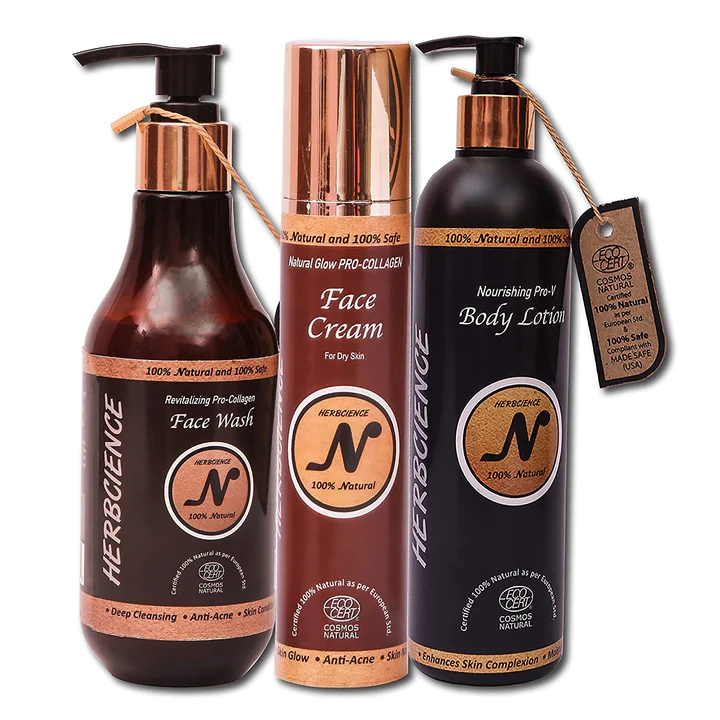 100% Natural and 100% Safe
Revitalizing Pro-Collagen
Face Wash
HERBCIENCE
N
100% Natural
HERBCIENCE
Certified 100% Natural as per European Std.
ECO
CERT
COSMOS
NATURAL
• Deep Cleansing • Anti-Acne • Skin
% Natural and 100% Safe
Natural Glow PRO-COLLAGEN
Face
Cream
For Dry Skin
HERBCIENCE
N
100% Natural
HERBCIENCE
Certified 100% Natural as per European Std.
ECO
CERT
COSMOS
NATURAL
Skin Glow • Anti-Acne • Skin
100% Natural and 100% Safe
Nourishing Pro-V
Body Lotion
HERBCIENCE
N
100% Natural
HERBCIENCE
Certified 100% Natural as per European Std.
ECO
CERT
COSMOS
NATURAL
• Enhances Skin Complexion •
ECO
CERT®
COSMOS
NATURAL
Certified
100% Natural
as per
European Std.
&
100% Safe
Compliant with
MADE SAFE
(USA)